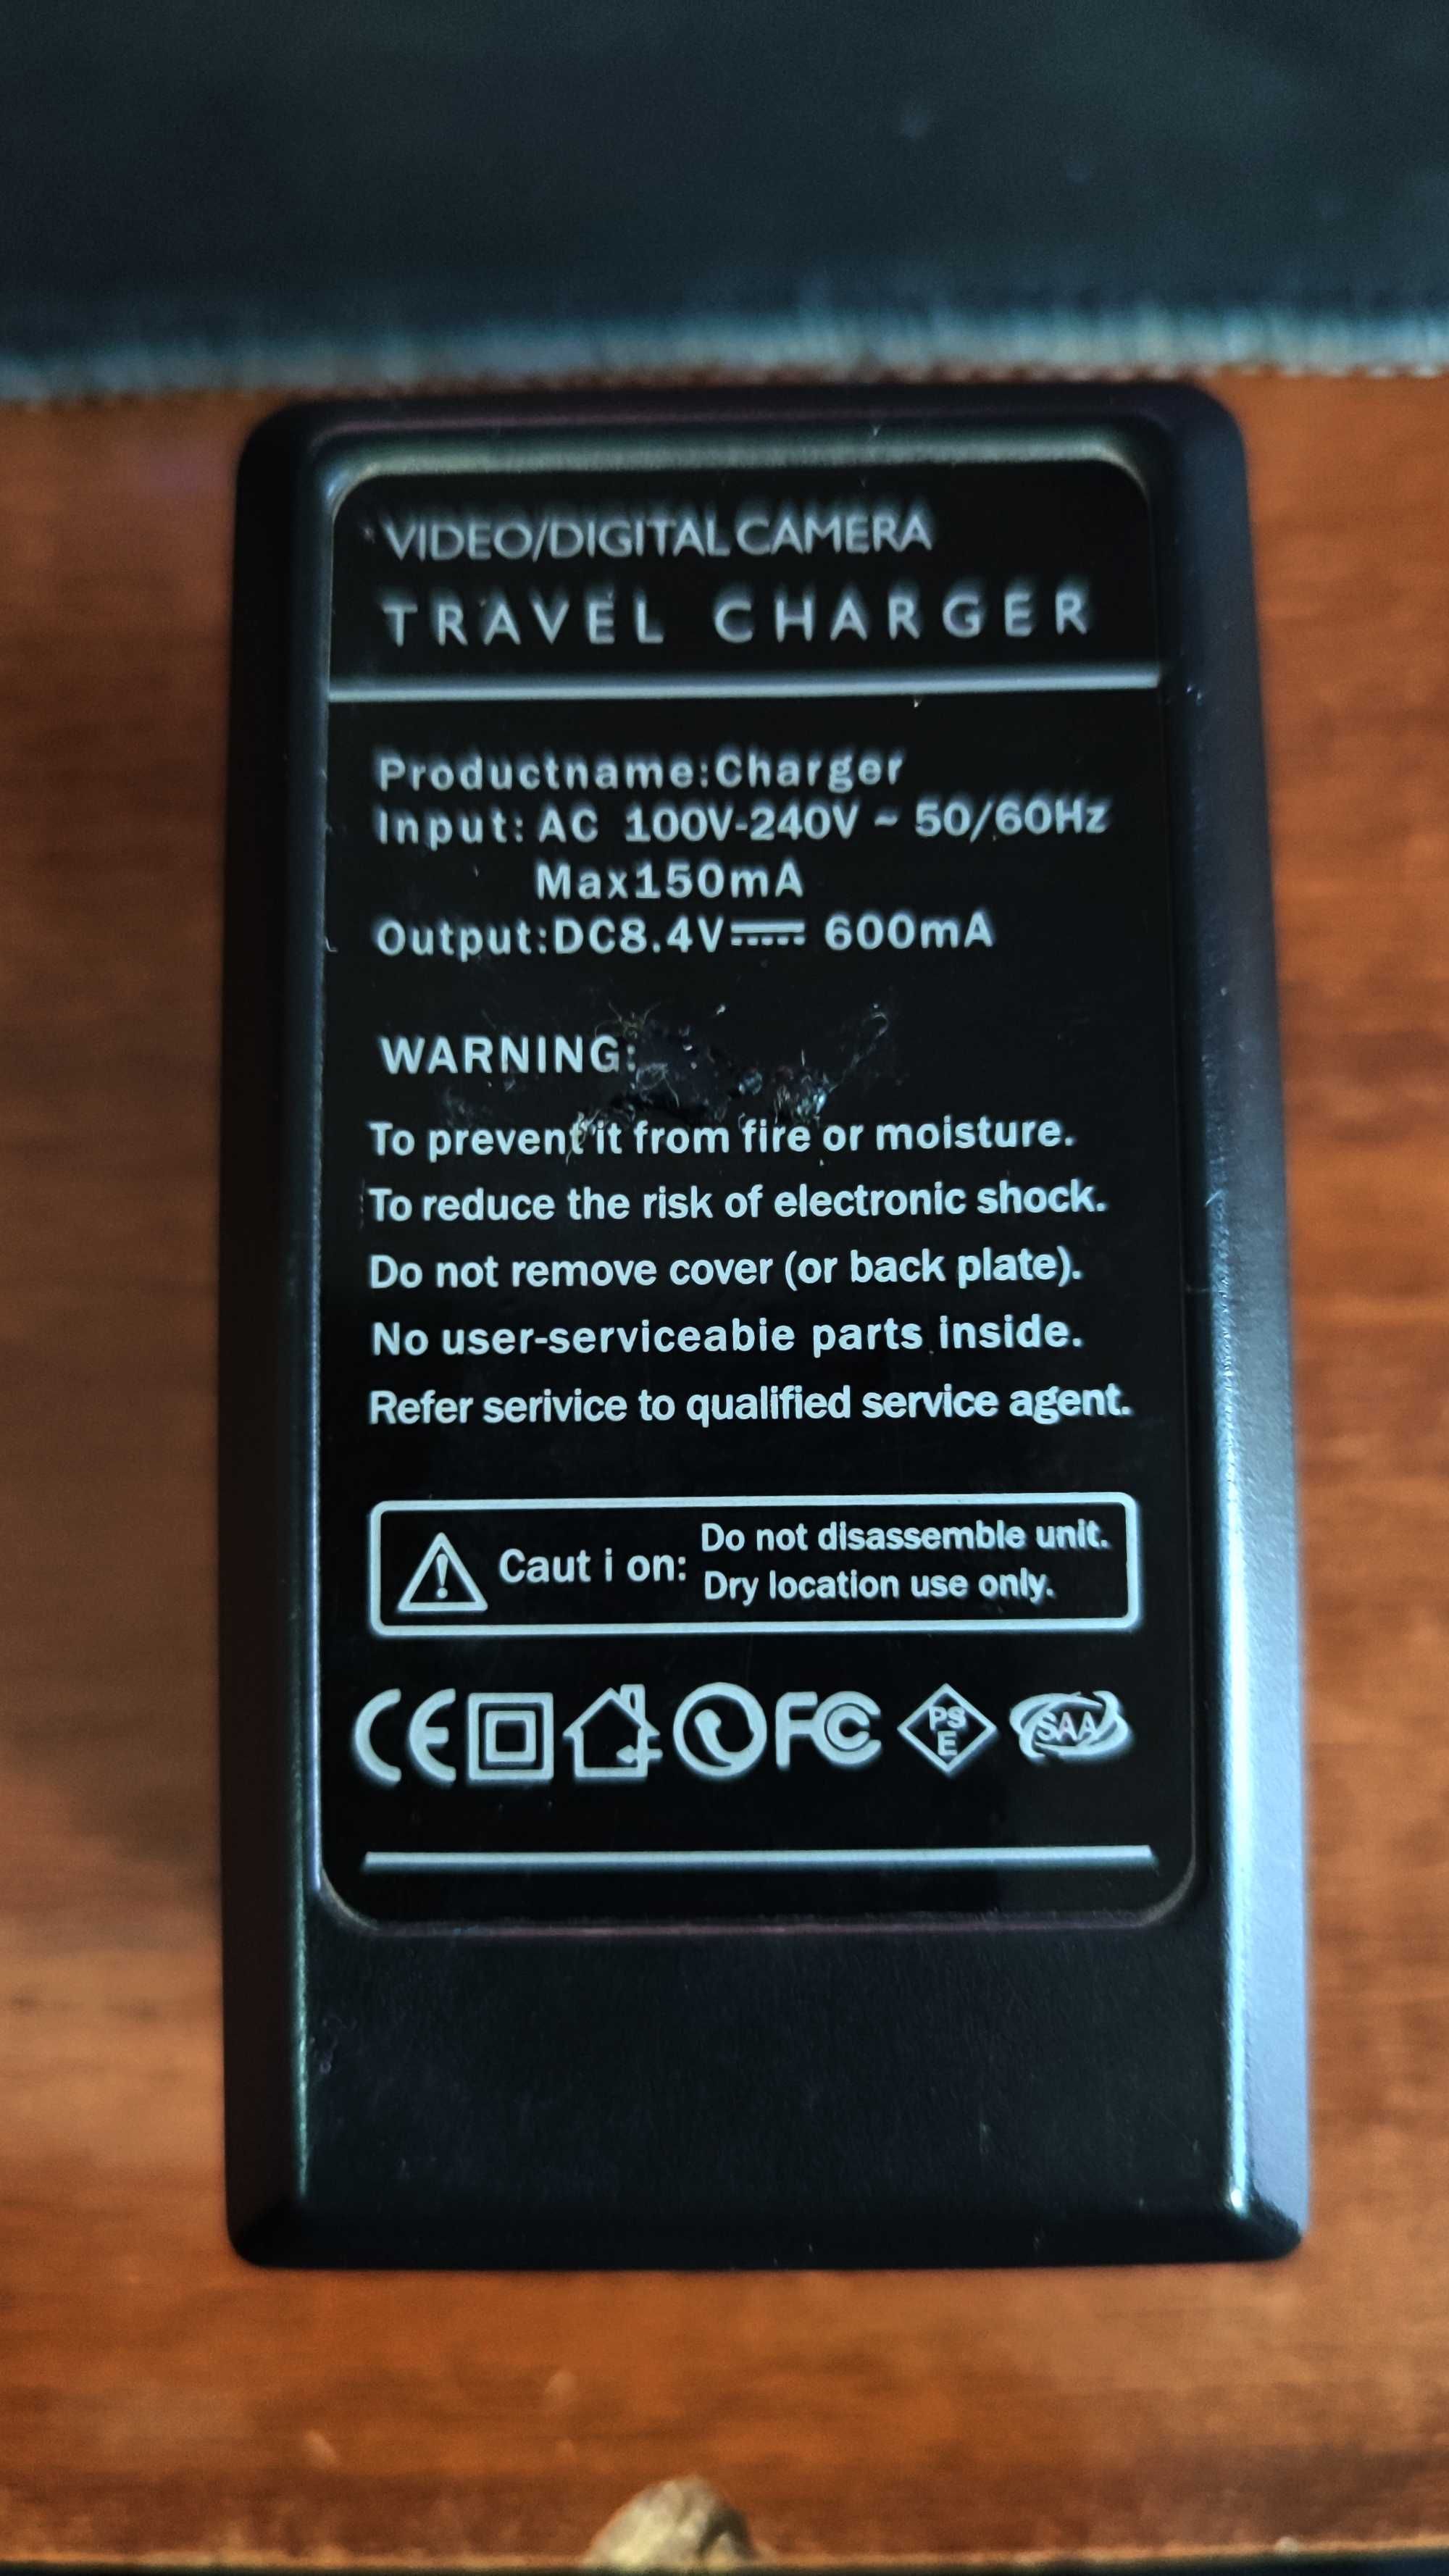 VIDEO/DIGITAL CAMERA
TRAVEL CHARGER
Productname:Charger
Input: AC 100V-240V ~ 50/60Hz
Max150mA
Output:DC8.4V⎓ 600mA
WARNING:
To prevent it from fire or moisture.
To reduce the risk of electronic shock.
Do not remove cover (or back plate).
No user-serviceabie parts inside.
Refer serivice to qualified service agent.
Caut i on: Do not disassemble unit.
Dry location use only.
CE FC PSE SAA